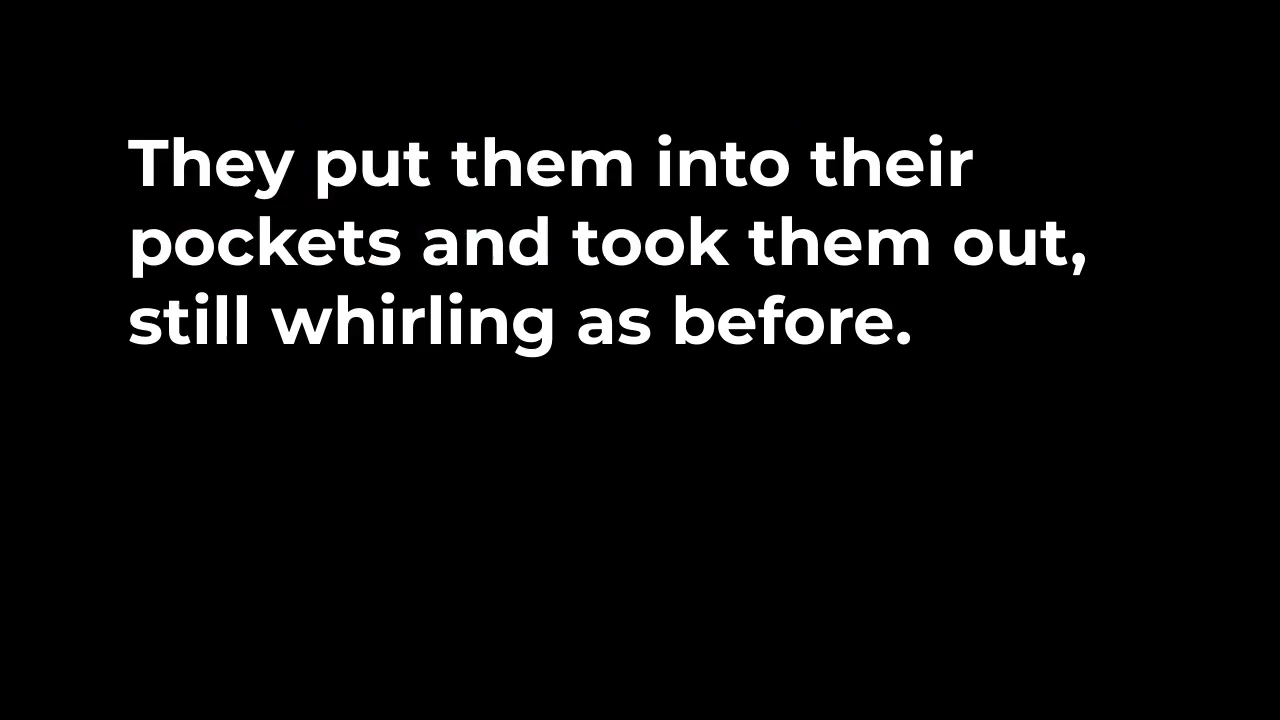 They put them into their
pockets and took them out,
still whirling as before.